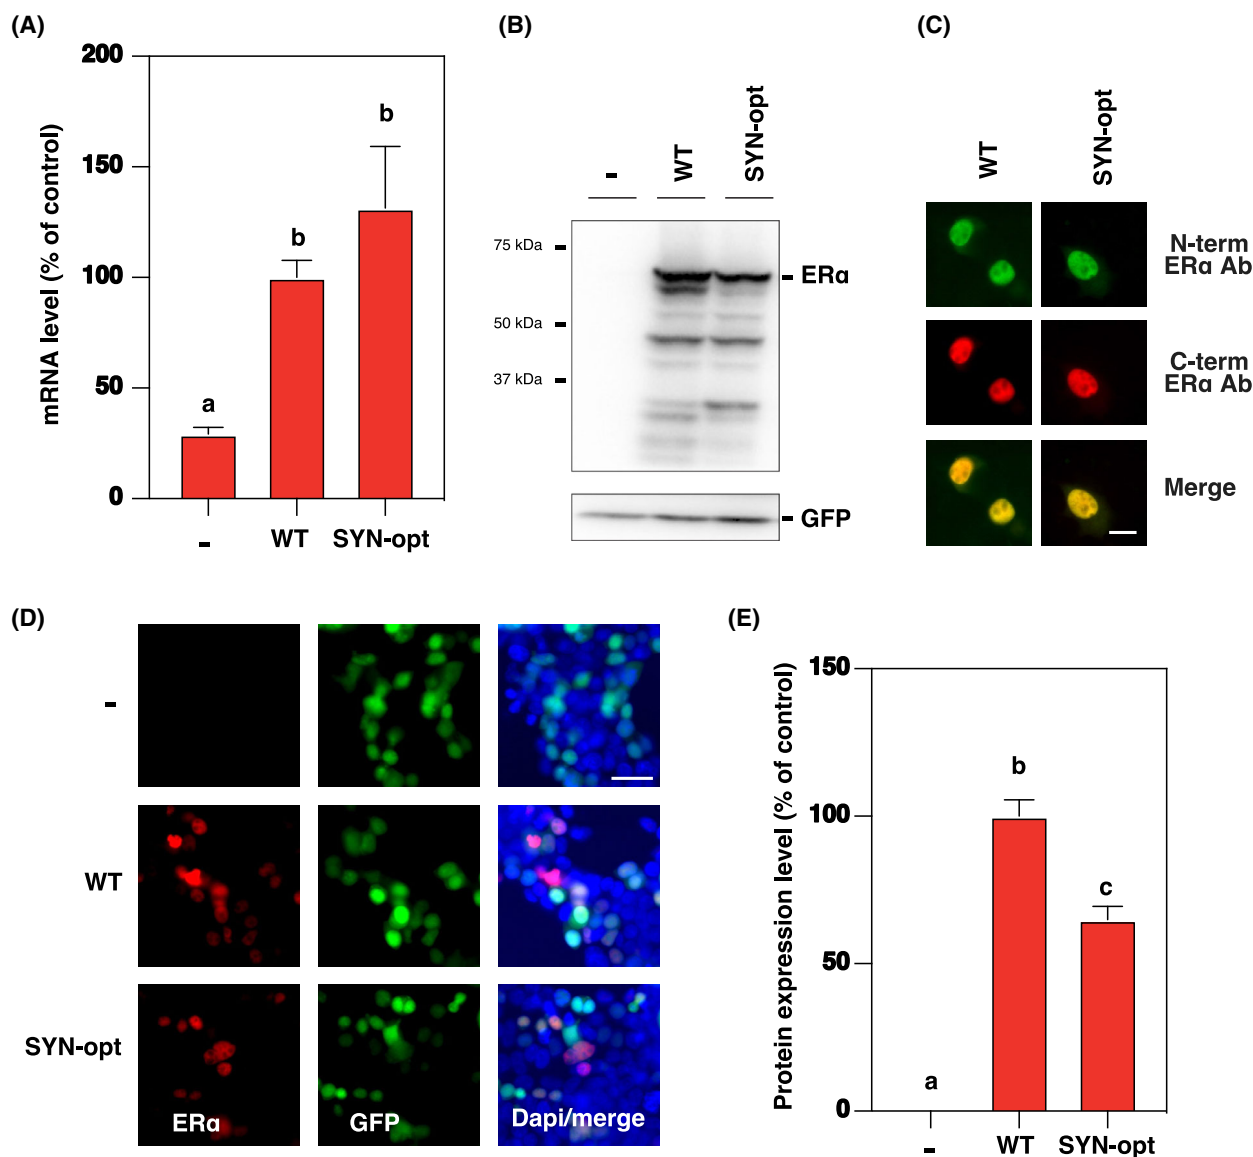 (A)
200
150
100
50
0
mRNA level (% of control)
a
b
b
-
WT
SYN-opt
(B)
-
WT
SYN-opt
75 kDa
50 kDa
37 kDa
ERα
GFP
(C)
WT
SYN-opt
N-term
ERα Ab
C-term
ERα Ab
Merge
(D)
-
WT
SYN-opt
ERα
GFP
Dapi/merge
(E)
150
100
50
0
Protein expression level (% of control)
a
b
c
-
WT
SYN-opt